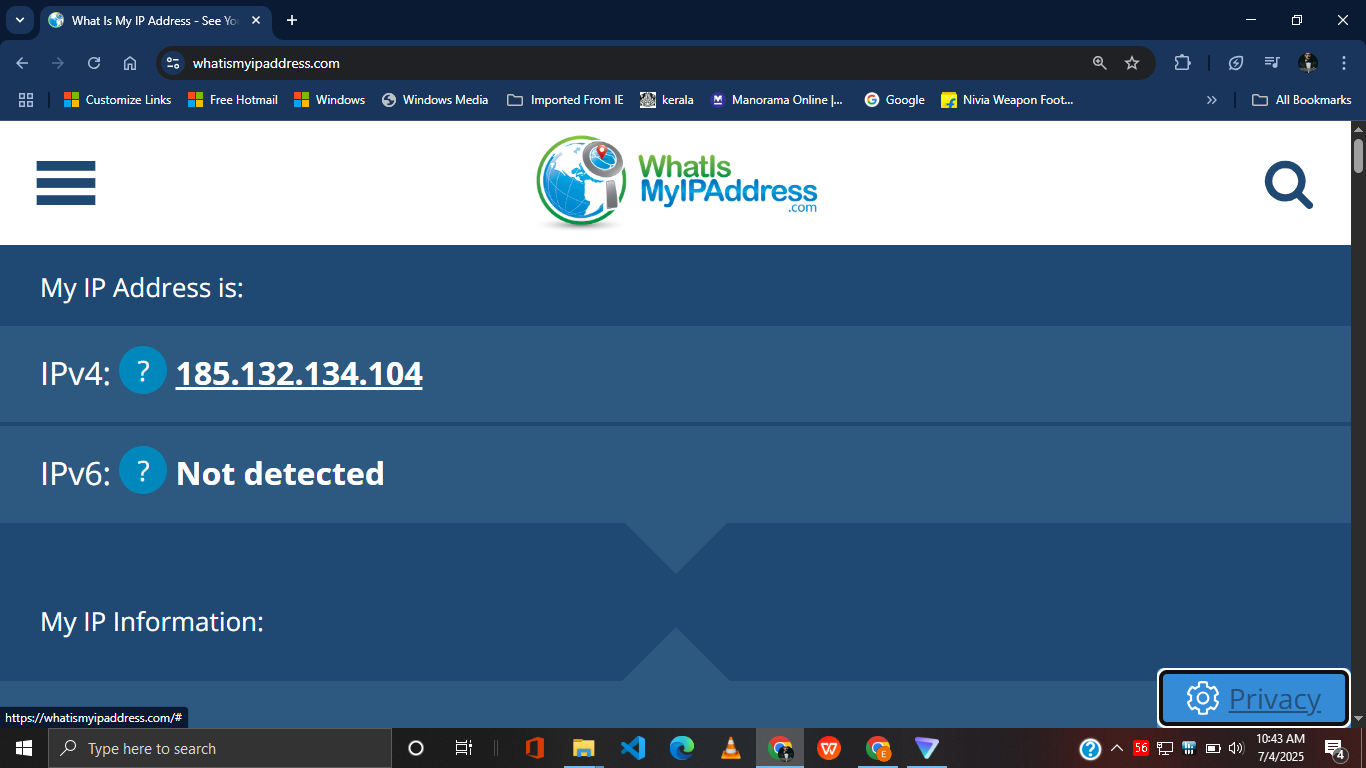 What Is My IP Address - See Yo
whatismyipaddress.com
Customize Links
Free Hotmail
Windows
Windows Media
Imported From IE
kerala
Manorama Online |...
Google
Nivia Weapon Foot...
»
All Bookmarks
WhatIs
MyIPAddress
.com
My IP Address is:
IPv4: ? 185.132.134.104
IPv6: ? Not detected
My IP Information:
Privacy
https://whatismyipaddress.com/#
Type here to search
56
10:43 AM
7/4/2025
4